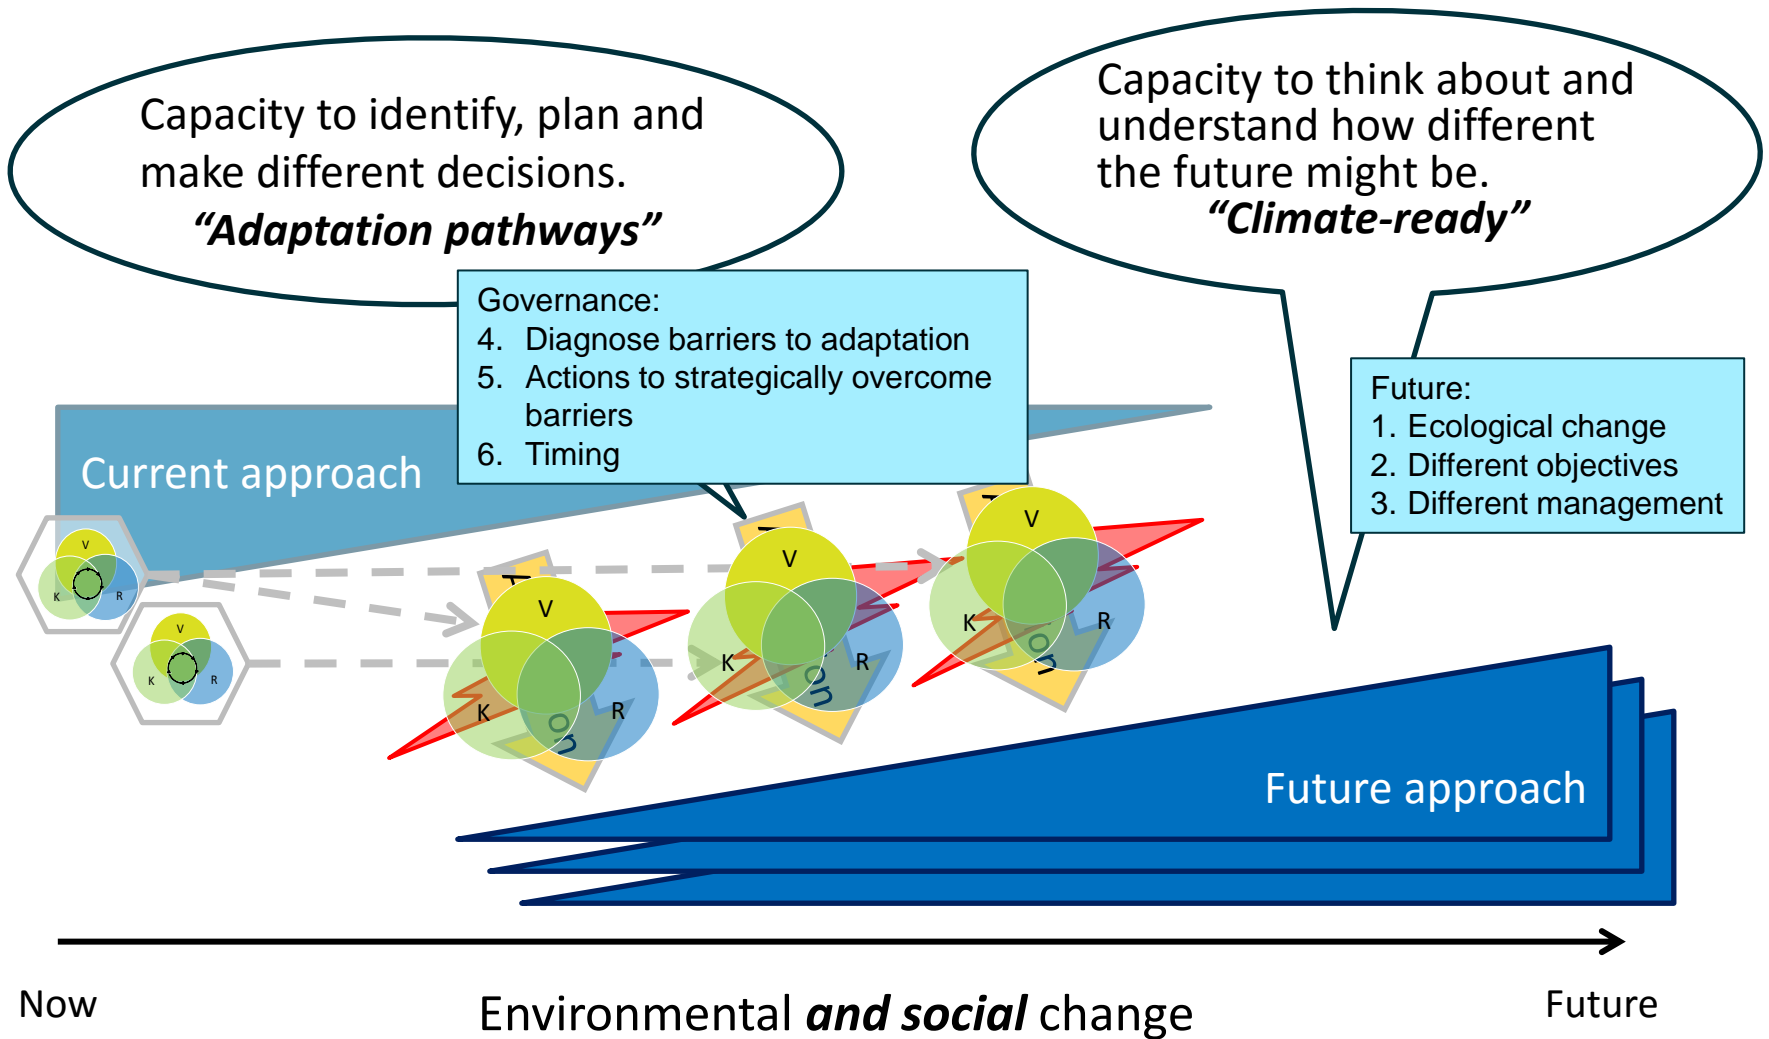 Capacity to identify, plan and
make different decisions.
“Adaptation pathways”
Capacity to think about and
understand how different
the future might be.
“Climate-ready”
Governance:
4. Diagnose barriers to adaptation
5. Actions to strategically overcome
barriers
6. Timing
Future:
1. Ecological change
2. Different objectives
3. Different management
Current approach
V
K
R
V
K
R
V
K
R
on
V
K
R
on
V
K
R
on
Future approach
Now
Environmental and social change
Future